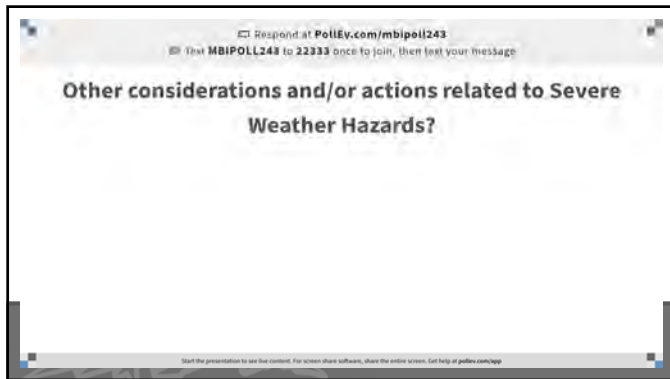 Respond at PollEv.com/mbipoll243
Text MBIPOLL243 to 22333 once to join, then text your message
Other considerations and/or actions related to Severe
Weather Hazards?
Start the presentation to see live content. For screen share software, share the entire screen. Get help at pollev.com/app